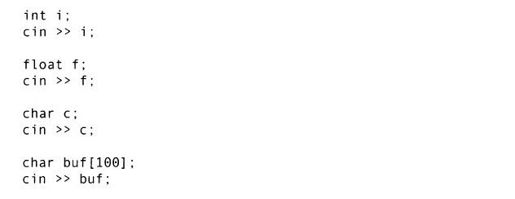 int i;
cin >> i;
float f;
cin >> f;
char c;
cin >> c;
char buf[100];
cin >> buf;